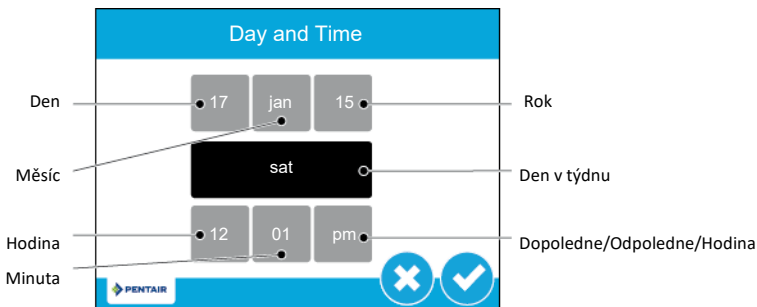 Day and Time
Den
17 jan 15
Rok
Měsíc
sat
Den v týdnu
Hodina
12 01 pm
Dopoledne/Odpoledne/Hodina
Minuta
PENTAIR